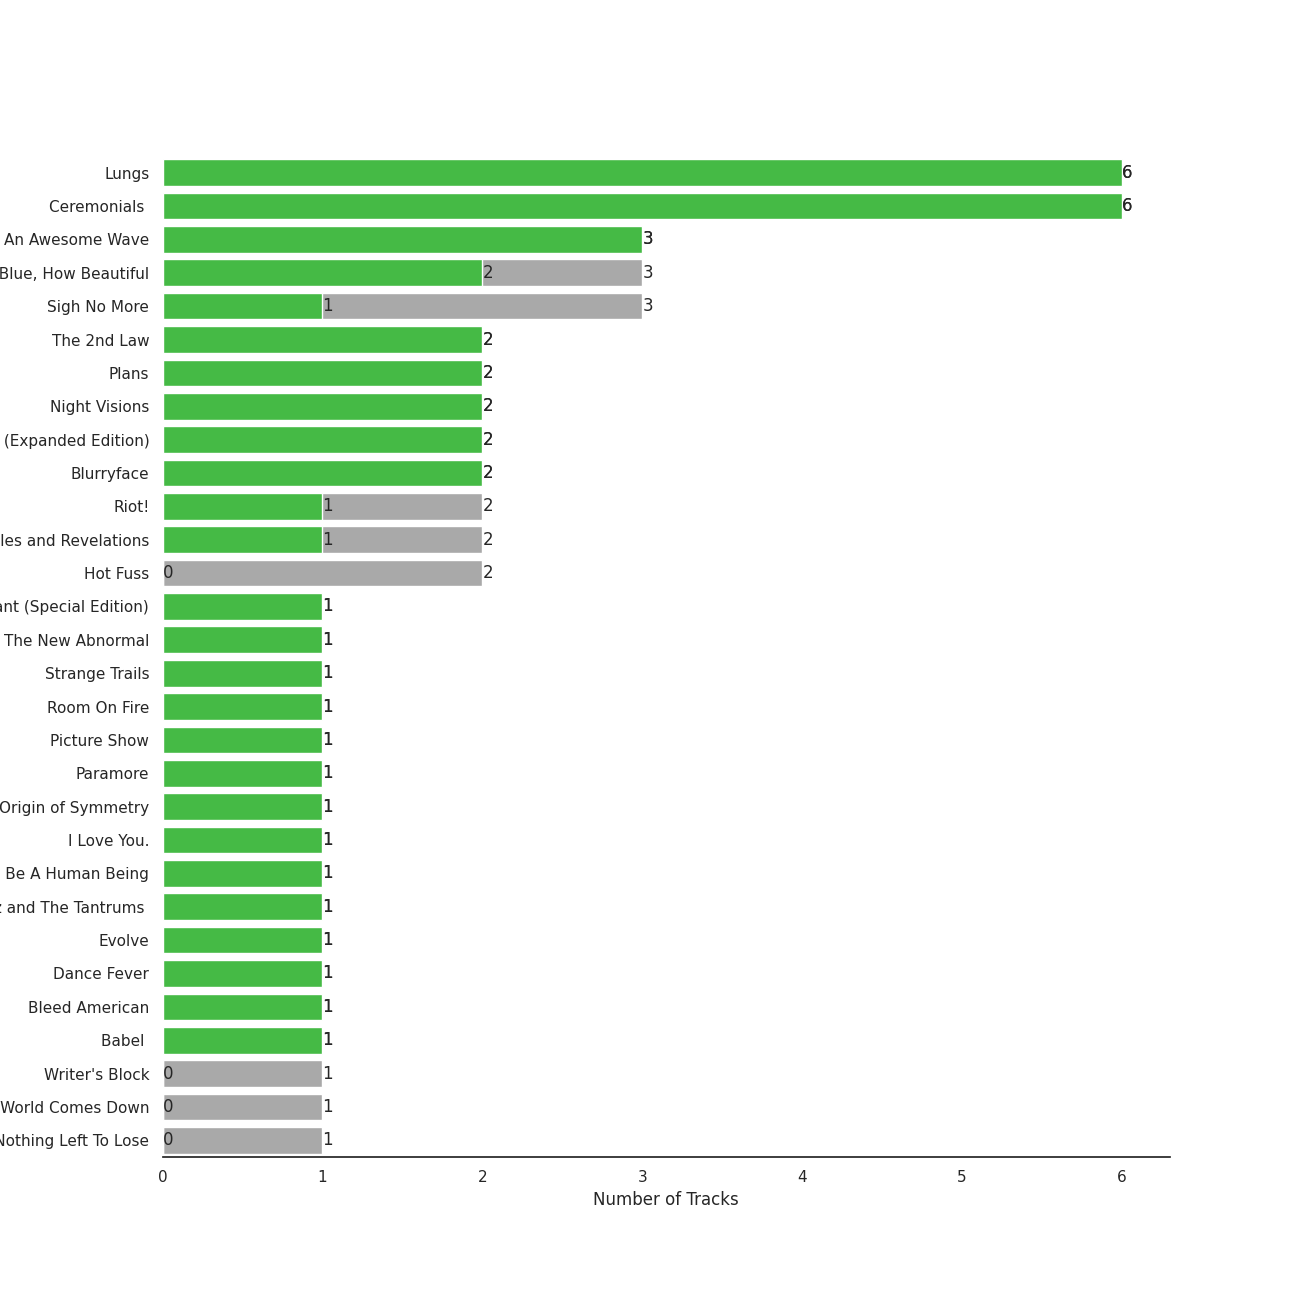 Lungs 6
Ceremonials 6
An Awesome Wave 3
Blue, How Beautiful 2 3
Sigh No More 1 3
The 2nd Law 2
Plans 2
Night Visions 2
(Expanded Edition) 2
Blurryface 2
Riot! 1 2
les and Revelations 1 2
Hot Fuss 0 2
ant (Special Edition) 1
The New Abnormal 1
Strange Trails 1
Room On Fire 1
Picture Show 1
Paramore 1
Origin of Symmetry 1
I Love You. 1
Be A Human Being 1
z and The Tantrums 1
Evolve 1
Dance Fever 1
Bleed American 1
Babel 1
Writer's Block 0 1
World Comes Down 0 1
Nothing Left To Lose 0 1
0 1 2 3 4 5 6
Number of Tracks